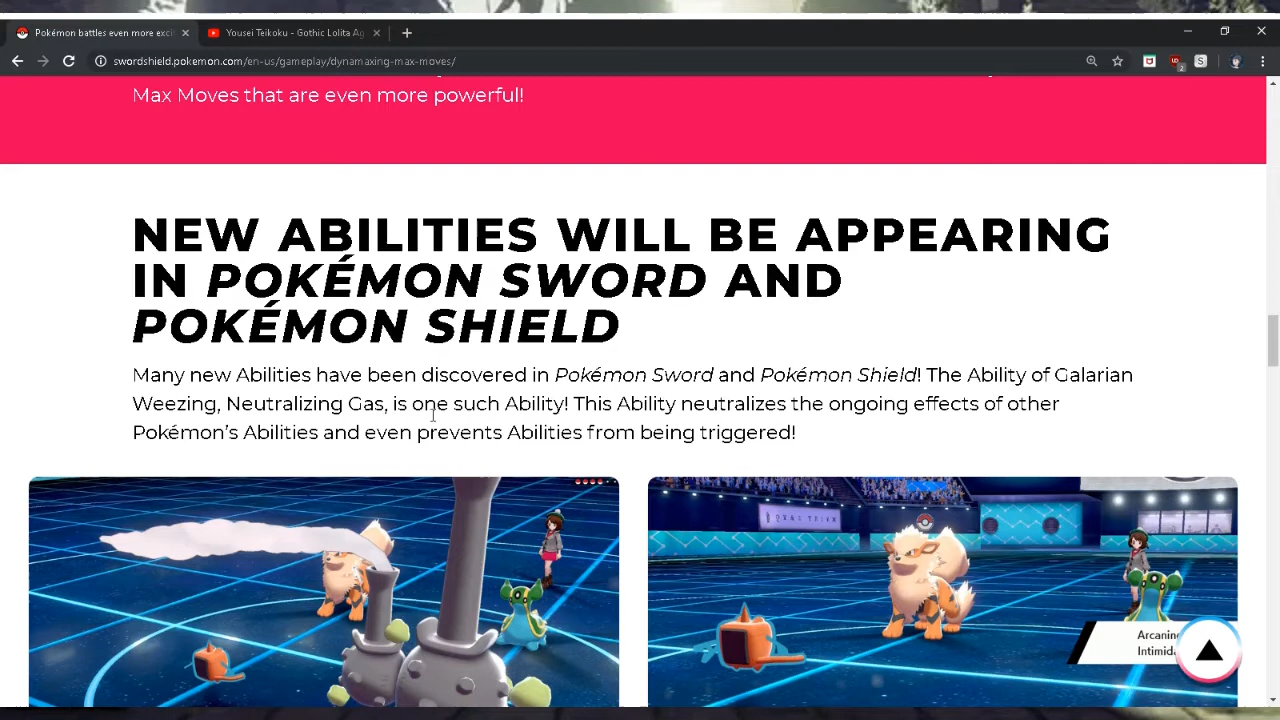 Pokémon battles even more exci
Yousei Teikoku - Gothic Lolita Ag
swordshield.pokemon.com/en-us/gameplay/dynamaxing-max-moves/
2
S
Max Moves that are even more powerful!
NEW ABILITIES WILL BE APPEARING
IN POKÉMON SWORD AND
POKÉMON SHIELD
Many new Abilities have been discovered in Pokémon Sword and Pokémon Shield! The Ability of Galarian
Weezing, Neutralizing Gas, is one such Ability! This Ability neutralizes the ongoing effects of other
Pokémon's Abilities and even prevents Abilities from being triggered!
Arcanin
Intimida